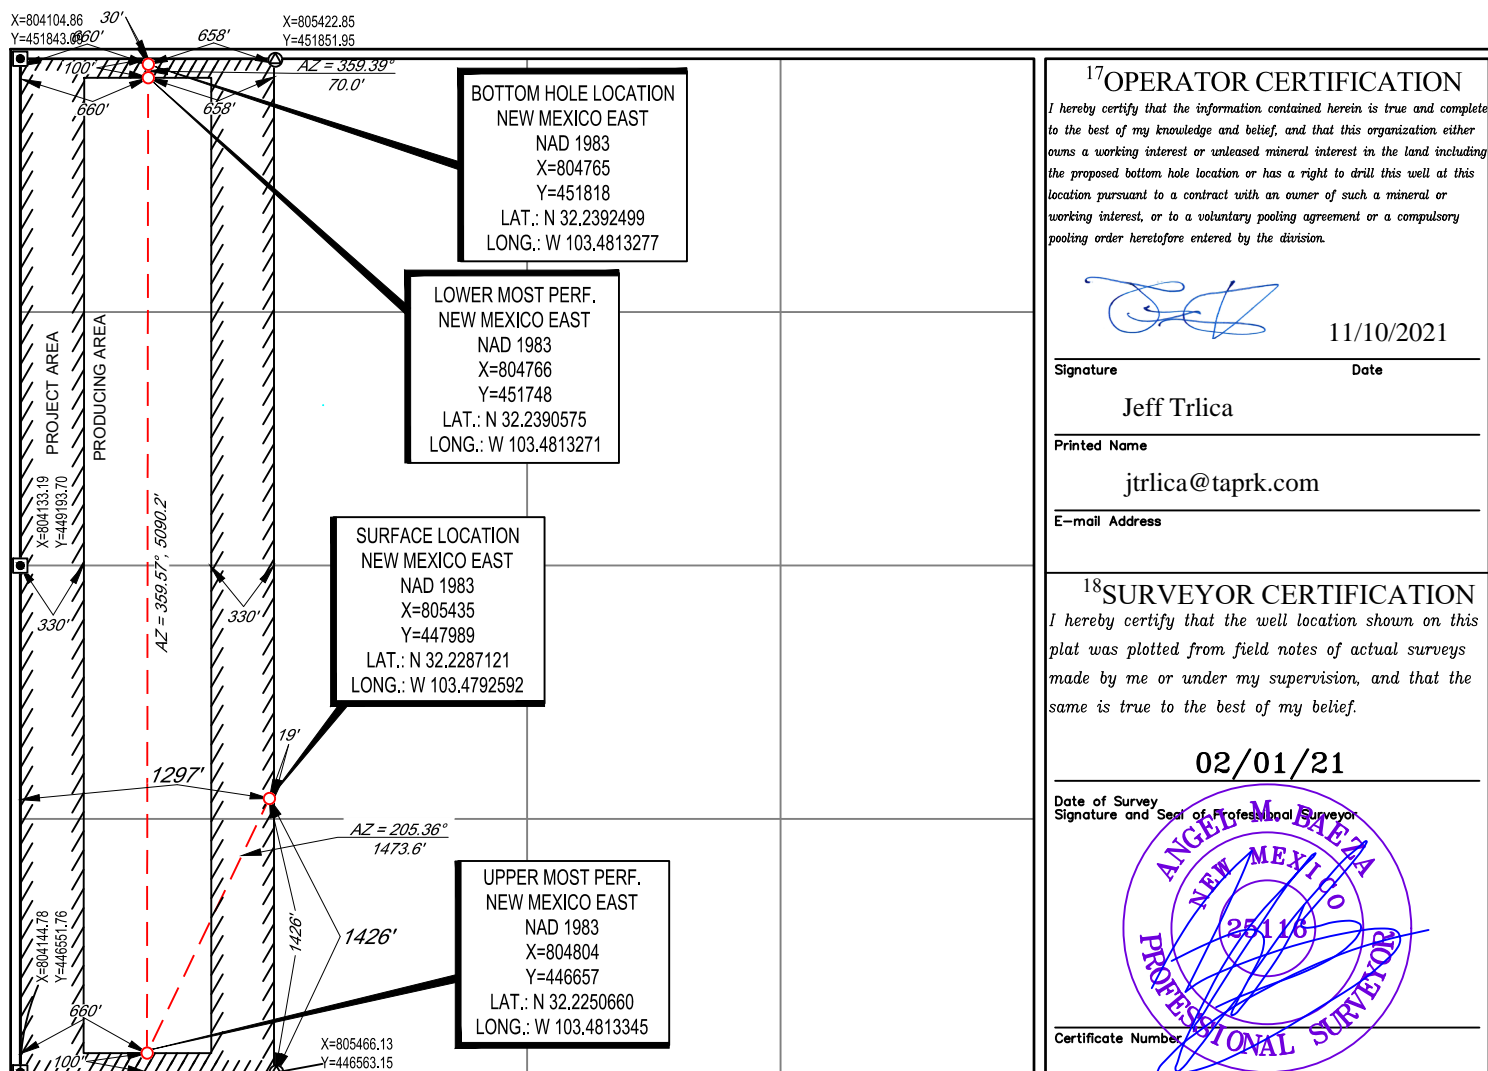 X=804104.86
30'
X=805422.85
660'
658'
Y=451851.95
100'
AZ = 359.39°
70.0'
660'
658'
BOTTOM HOLE LOCATION
NEW MEXICO EAST
NAD 1983
X=804765
Y=451818
LAT.: N 32.2392499
LONG.: W 103.4813277
LOWER MOST PERF.
NEW MEXICO EAST
NAD 1983
X=804766
Y=451748
LAT.: N 32.2390575
LONG.: W 103.4813271
PROJECT AREA
PRODUCING AREA
X=804133.19
Y=449193.70
AZ = 359.57°, 5090.2'
330'
330'
SURFACE LOCATION
NEW MEXICO EAST
NAD 1983
X=805435
Y=447989
LAT.: N 32.2287121
LONG.: W 103.4792592
19'
1297'
AZ = 205.36°
1473.6'
UPPER MOST PERF.
NEW MEXICO EAST
NAD 1983
X=804804
Y=446657
LAT.: N 32.2250660
LONG.: W 103.4813345
1426'
1426'
X=804144.78
Y=446551.76
660'
100'
X=805466.13
Y=446563.15
17OPERATOR CERTIFICATION
I hereby certify that the information contained herein is true and complete
to the best of my knowledge and belief, and that this organization either
owns a working interest or unleased mineral interest in the land including
the proposed bottom hole location or has a right to drill this well at this
location pursuant to a contract with an owner of such a mineral or
working interest, or to a voluntary pooling agreement or a compulsory
pooling order heretofore entered by the division.
11/10/2021
Signature Date
Jeff Trlica
Printed Name
jtrlica@taprk.com
E-mail Address
18SURVEYOR CERTIFICATION
I hereby certify that the well location shown on this
plat was plotted from field notes of actual surveys
made by me or under my supervision, and that the
same is true to the best of my belief.
02/01/21
Date of Survey
Signature and Seal of Professional Surveyor
ANGEL M. BAEZA
NEW MEXICO
25116
PROFESSIONAL SURVEYOR
Certificate Number